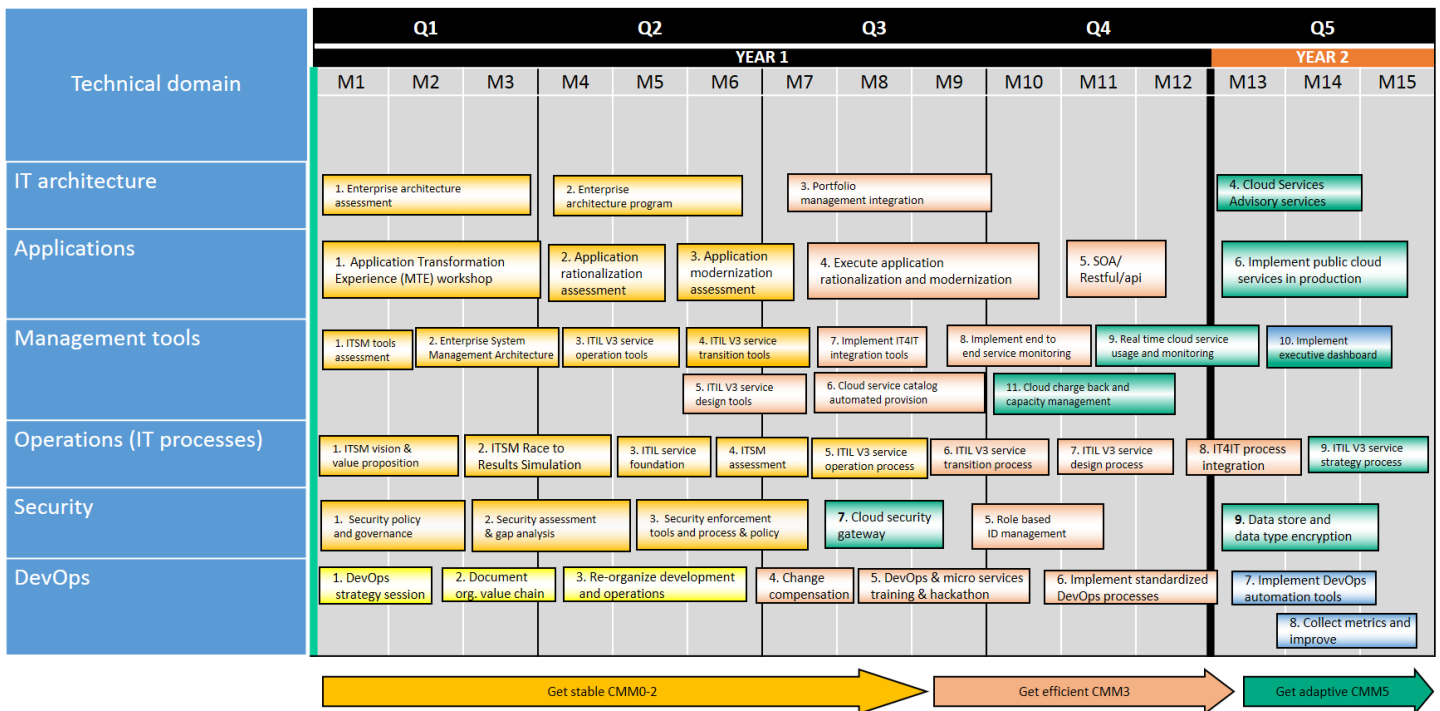 Technical domain
Q1
Q2
Q3
Q4
Q5
YEAR 1
YEAR 2
M1
M2
M3
M4
M5
M6
M7
M8
M9
M10
M11
M12
M13
M14
M15
IT architecture
1. Enterprise architecture
assessment
2. Enterprise
architecture program
3. Portfolio
management integration
4. Cloud Services
Advisory services
Applications
1. Application Transformation
Experience (MTE) workshop
2. Application
rationalization
assessment
3. Application
modernization
assessment
4. Execute application
rationalization and modernization
5. SOA/
Restful/api
6. Implement public cloud
services in production
Management tools
1. ITSM tools
assessment
2. Enterprise System
Management Architecture
3. ITIL V3 service
operation tools
4. ITIL V3 service
transition tools
7. Implement IT4IT
integration tools
8. Implement end to
end service monitoring
9. Real time cloud service
usage and monitoring
10. Implement
executive dashboard
5. ITIL V3 service
design tools
6. Cloud service catalog
automated provision
11. Cloud charge back and
capacity management
Operations (IT processes)
1. ITSM vision &
value proposition
2. ITSM Race to
Results Simulation
3. ITIL service
foundation
4. ITSM
assessment
5. ITIL V3 service
operation process
6. ITIL V3 service
transition process
7. ITIL V3 service
design process
8. IT4IT process
integration
9. ITIL V3 service
strategy process
Security
1. Security policy
and governance
2. Security assessment
& gap analysis
3. Security enforcement
tools and process & policy
7. Cloud security
gateway
5. Role based
ID management
9. Data store and
data type encryption
DevOps
1. DevOps
strategy session
2. Document
org. value chain
3. Re-organize development
and operations
4. Change
compensation
5. DevOps & micro services
training & hackathon
6. Implement standardized
DevOps processes
7. Implement DevOps
automation tools
8. Collect metrics and
improve
Get stable CMM0-2
Get efficient CMM3
Get adaptive CMM5